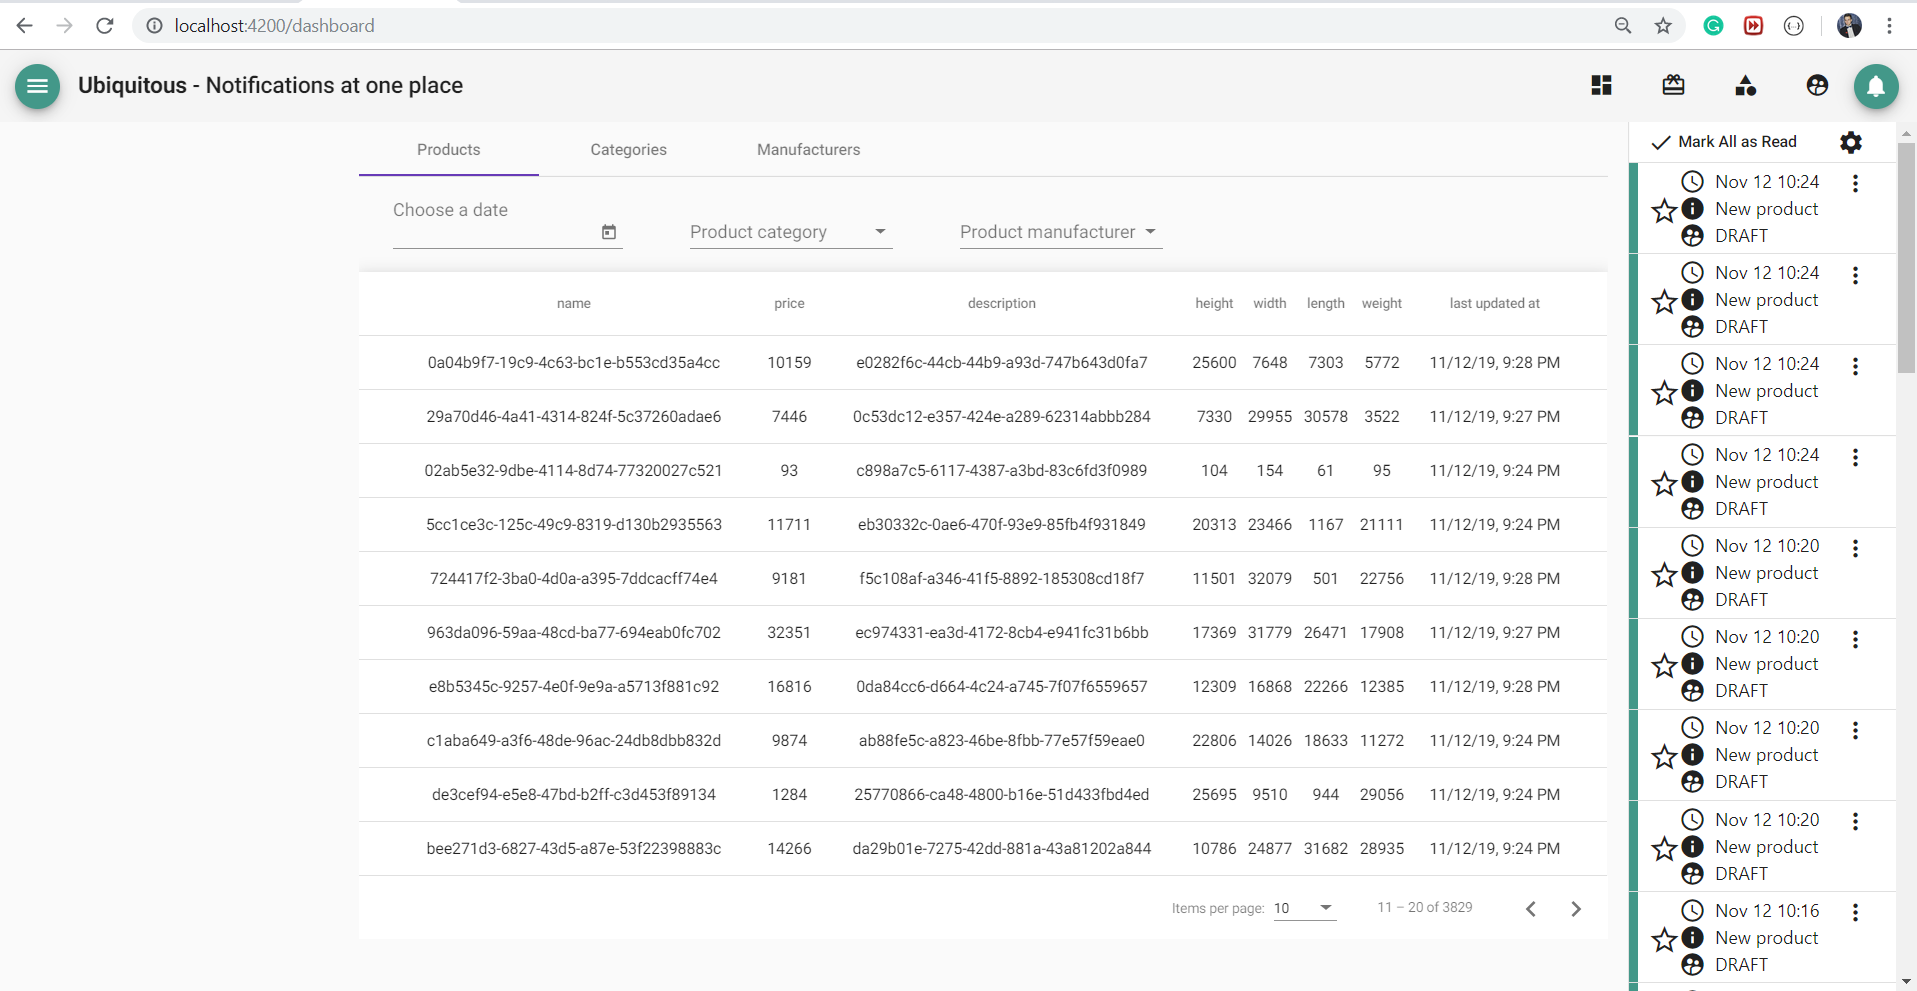 localhost:4200/dashboard
Ubiquitous - Notifications at one place
Products Categories Manufacturers
Choose a date
Product category Product manufacturer
name price description height width length weight last updated at
0a04b9f7-19c9-4c63-bc1e-b553cd35a4cc 10159 e0282f6c-44cb-44b9-a93d-747b643d0fa7 25600 7648 7303 5772 11/12/19, 9:28 PM
29a70d46-4a41-4314-824f-5c37260adae6 7446 0c53dc12-e357-424e-a289-62314abbb284 7330 29955 30578 3522 11/12/19, 9:27 PM
02ab5e32-9dbe-4114-8d74-77320027c521 93 c898a7c5-6117-4387-a3bd-83c6fd3f0989 104 154 61 95 11/12/19, 9:24 PM
5cc1ce3c-125c-49c9-8319-d130b2935563 11711 eb30332c-0ae6-470f-93e9-85fb4f931849 20313 23466 1167 21111 11/12/19, 9:24 PM
724417f2-3ba0-4d0a-a395-7ddcacff74e4 9181 f5c108af-a346-41f5-8892-185308cd18f7 11501 32079 501 22756 11/12/19, 9:28 PM
963da096-59aa-48cd-ba77-694eab0fc702 32351 ec974331-ea3d-4172-8cb4-e941fc31b6bb 17369 31779 26471 17908 11/12/19, 9:27 PM
e8b5345c-9257-4e0f-9e9a-a5713f881c92 16816 0da84cc6-d664-4c24-a745-7f07f6559657 12309 16868 22266 12385 11/12/19, 9:28 PM
c1aba649-a3f6-48de-96ac-24db8dbb832d 9874 ab88fe5c-a823-46be-8fbb-77e57f59eae0 22806 14026 18633 11272 11/12/19, 9:24 PM
de3cef94-e5e8-47bd-b2ff-c3d453f89134 1284 25770866-ca48-4800-b16e-51d433fbd4ed 25695 9510 944 29056 11/12/19, 9:24 PM
bee271d3-6827-43d5-a87e-53f22398883c 14266 da29b01e-7275-42dd-881a-43a81202a844 10786 24877 31682 28935 11/12/19, 9:24 PM
Items per page: 10 11 – 20 of 3829
Mark All as Read
Nov 12 10:24
New product
DRAFT
Nov 12 10:24
New product
DRAFT
Nov 12 10:24
New product
DRAFT
Nov 12 10:24
New product
DRAFT
Nov 12 10:20
New product
DRAFT
Nov 12 10:20
New product
DRAFT
Nov 12 10:20
New product
DRAFT
Nov 12 10:20
New product
DRAFT
Nov 12 10:16
New product
DRAFT